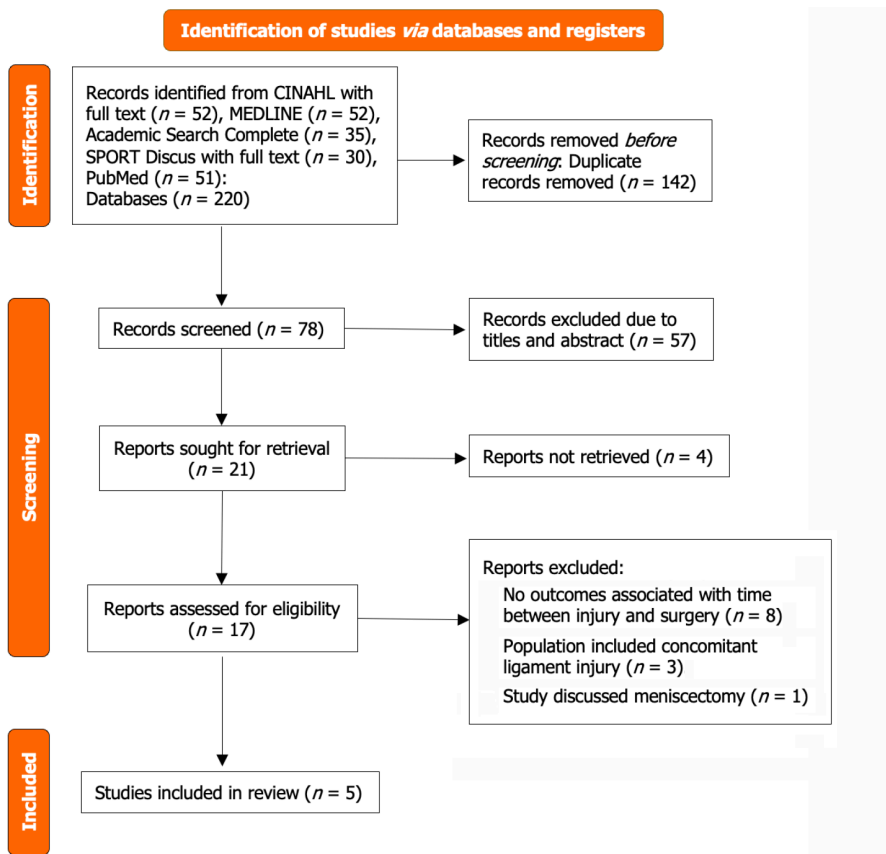 Identification of studies via databases and registers
Identification
Records identified from CINAHL with
full text (n = 52), MEDLINE (n = 52),
Academic Search Complete (n = 35),
SPORT Discus with full text (n = 30),
PubMed (n = 51):
Databases (n = 220)
Records removed before
screening: Duplicate
records removed (n = 142)
Screening
Records screened (n = 78)
Records excluded due to
titles and abstract (n = 57)
Reports sought for retrieval
(n = 21)
Reports not retrieved (n = 4)
Reports assessed for eligibility
(n = 17)
Reports excluded:
No outcomes associated with time
between injury and surgery (n = 8)
Population included concomitant
ligament injury (n = 3)
Study discussed meniscectomy (n = 1)
Included
Studies included in review (n = 5)